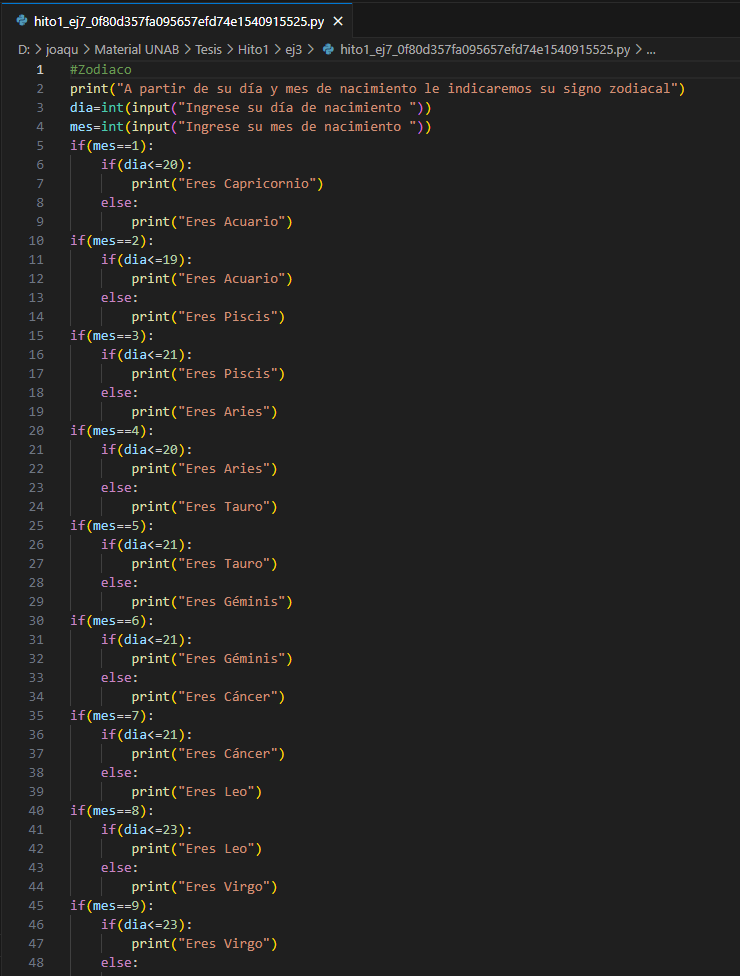 hito1_ej7_0f80d357fa095657efd74e1540915525.py ×
D: > joaqu > Material UNAB > Tesis > Hito1 > ej3 > hito1_ej7_0f80d357fa095657efd74e1540915525.py > ...
1 #Zodiaco
2 print("A partir de su día y mes de nacimiento le indicaremos su signo zodiacal")
3 dia=int(input("Ingrese su día de nacimiento "))
4 mes=int(input("Ingrese su mes de nacimiento "))
5 if(mes==1):
6     if(dia<=20):
7         print("Eres Capricornio")
8     else:
9         print("Eres Acuario")
10 if(mes==2):
11     if(dia<=19):
12         print("Eres Acuario")
13     else:
14         print("Eres Piscis")
15 if(mes==3):
16     if(dia<=21):
17         print("Eres Piscis")
18     else:
19         print("Eres Aries")
20 if(mes==4):
21     if(dia<=20):
22         print("Eres Aries")
23     else:
24         print("Eres Tauro")
25 if(mes==5):
26     if(dia<=21):
27         print("Eres Tauro")
28     else:
29         print("Eres Géminis")
30 if(mes==6):
31     if(dia<=21):
32         print("Eres Géminis")
33     else:
34         print("Eres Cáncer")
35 if(mes==7):
36     if(dia<=21):
37         print("Eres Cáncer")
38     else:
39         print("Eres Leo")
40 if(mes==8):
41     if(dia<=23):
42         print("Eres Leo")
43     else:
44         print("Eres Virgo")
45 if(mes==9):
46     if(dia<=23):
47         print("Eres Virgo")
48     else: